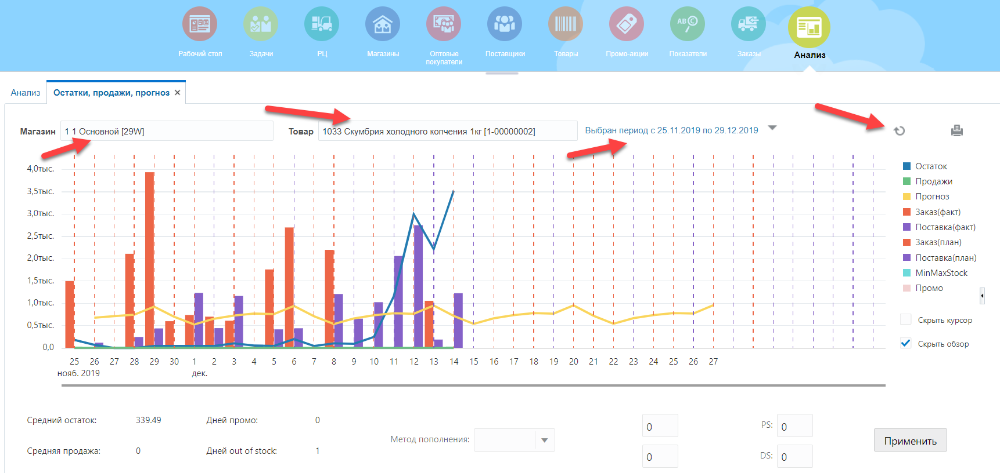 Рабочий стол
Задачи
РЦ
Магазины
Оптовые
покупатели
Поставщики
Товары
Промо-акции
ABC
Показатели
Заказы
Анализ
Анализ
Остатки, продажи, прогноз ×
Магазин 1 1 Основной [29W] Товар 1033 Скумбрия холодного копчения 1кг [1-00000002] Выбран период с 25.11.2019 по 29.12.2019
4,0тыс.
3,5тыс.
3,0тыс.
2,5тыс.
2,0тыс.
1,5тыс.
1,0тыс.
0,5тыс.
0,0
25 26 27 28 29 30 1 2 3 4 5 6 7 8 9 10 11 12 13 14 15 16 17 18 19 20 21 22 23 24 25 26 27
нояб. 2019 дек.
Остаток
Продажи
Прогноз
Заказ(факт)
Поставка(факт)
Заказ(план)
Поставка(план)
MinMaxStock
Промо
Скрыть курсор
Скрыть обзор
Средний остаток: 339.49 Дней промо: 0
Средняя продажа: 0 Дней out of stock: 1
Метод пополнения:
0 PS: 0
0 DS: 0
Применить